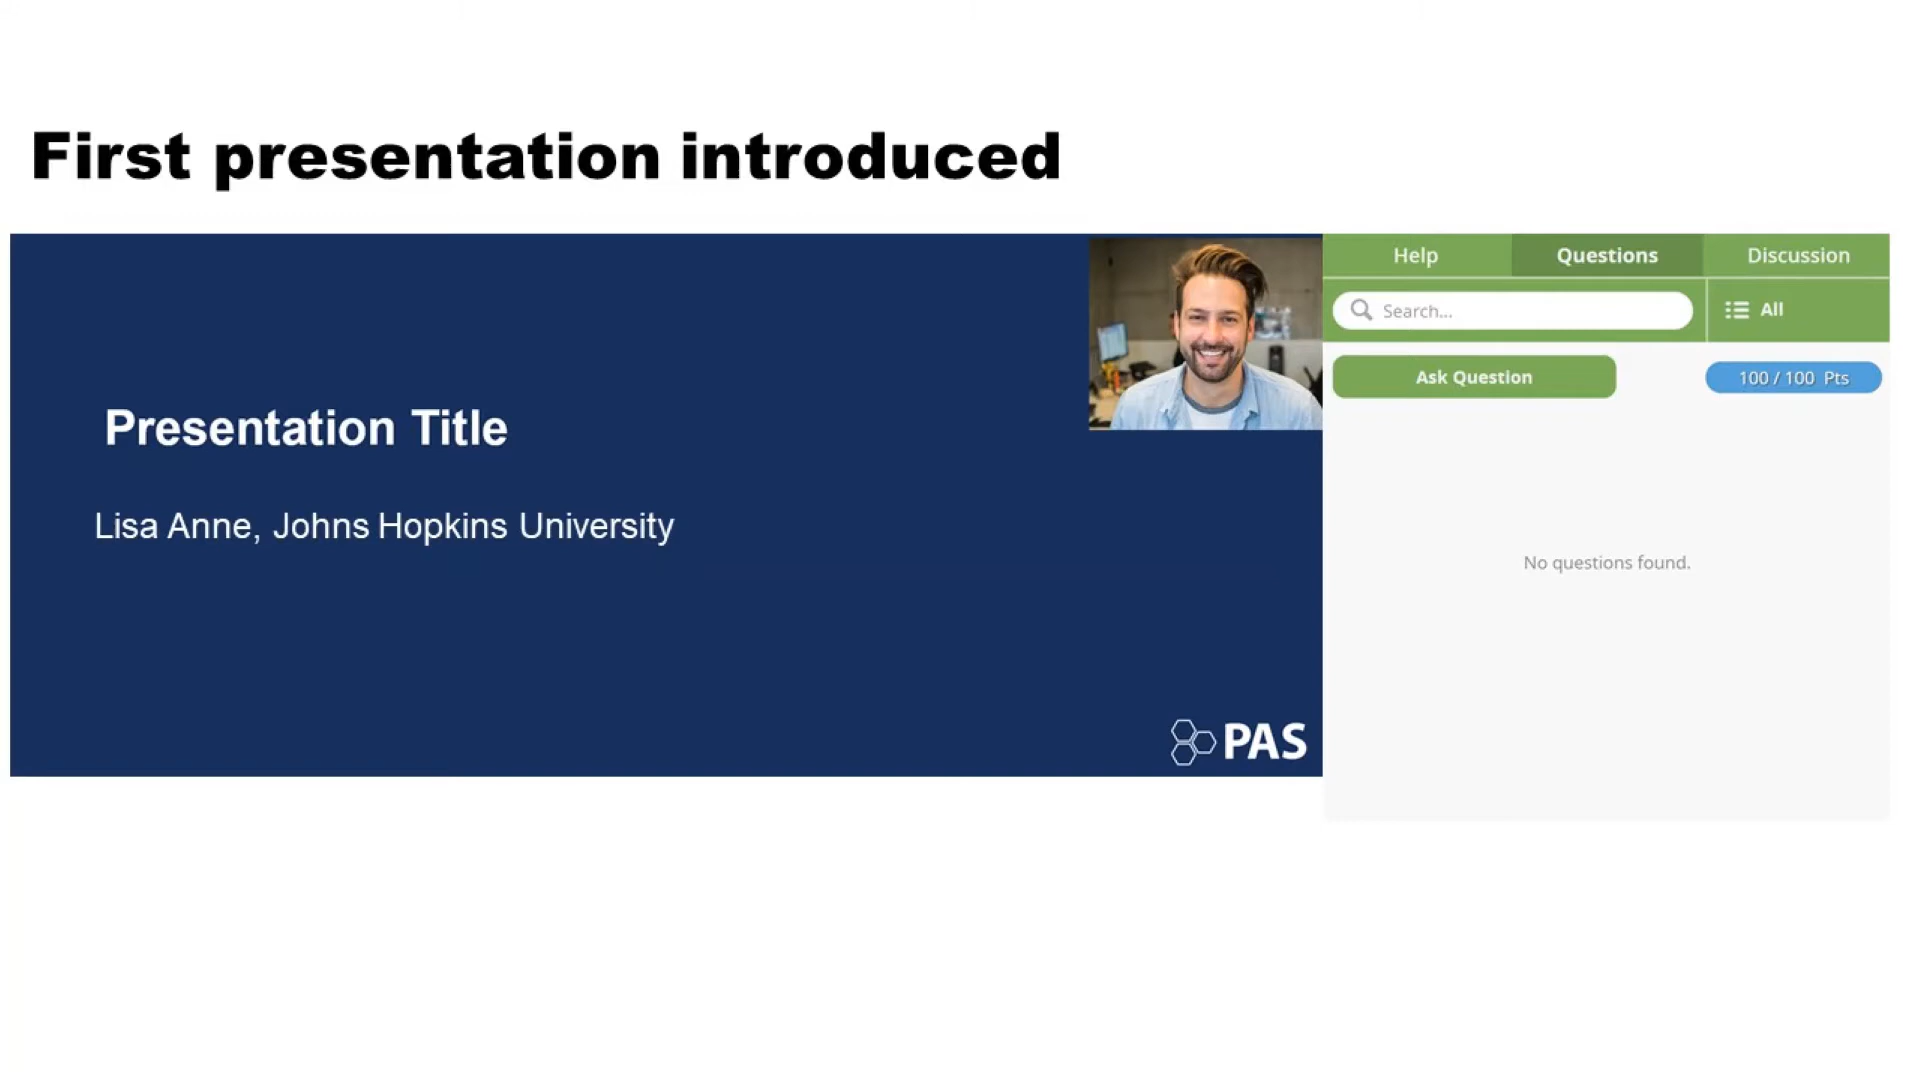 First presentation introduced
Presentation Title
Lisa Anne, Johns Hopkins University
PAS
Help
Questions
Discussion
Search...
All
Ask Question
100 / 100 Pts
No questions found.